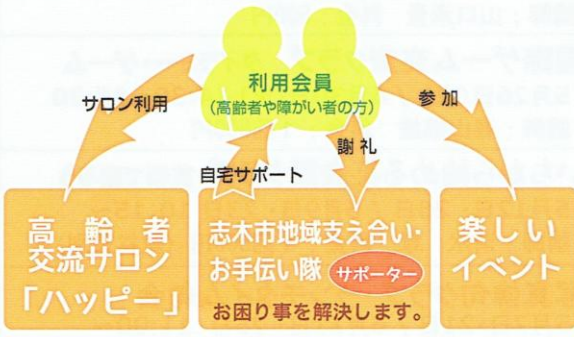 利用会員
(高齢者や障がい者の方)
サロン利用
参加
謝礼
自宅サポート
高齢者
交流サロン
「ハッピー」
志木市地域支え合い・
お手伝い隊 サポーター
お困り事を解決します。
楽しい
イベント